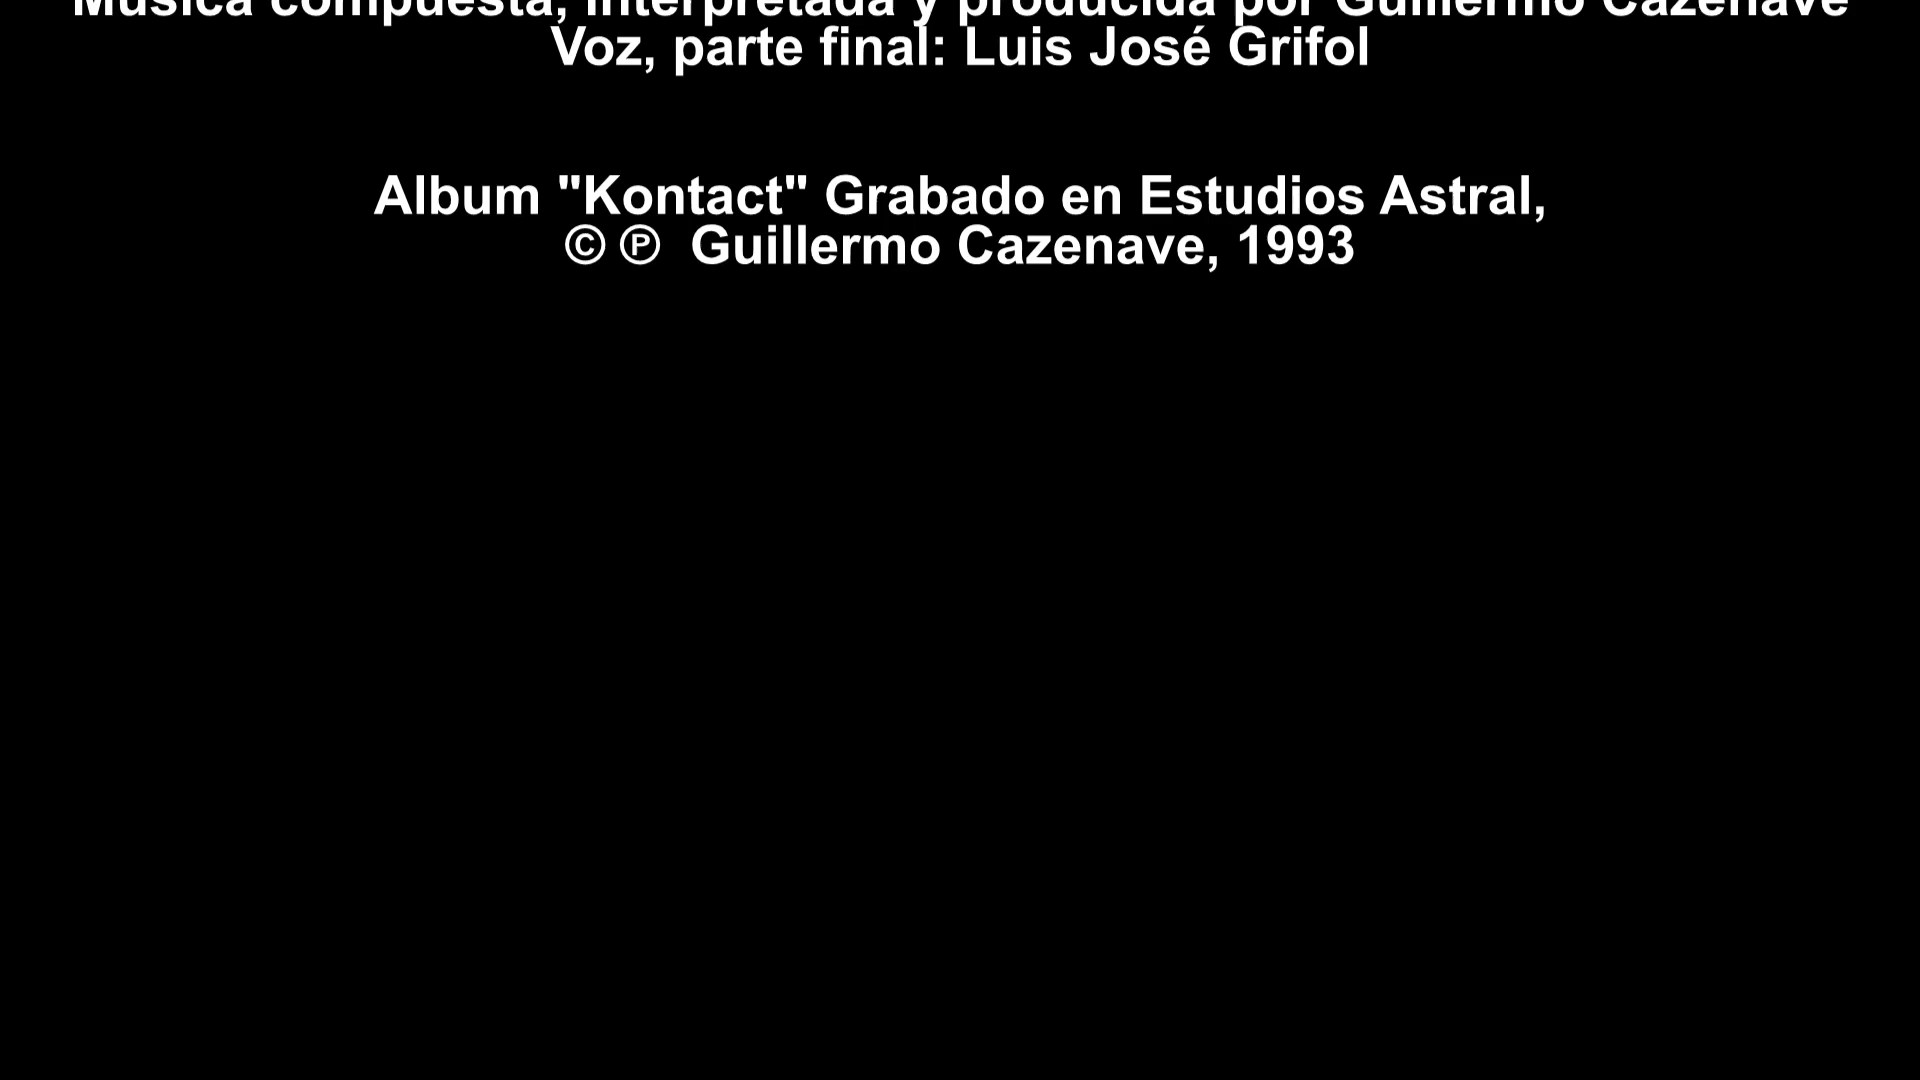 Música compuesta, interpretada y producida por Guillermo Cazenave
Voz, parte final: Luis José Grifol
Album "Kontact" Grabado en Estudios Astral,
© ℗ Guillermo Cazenave, 1993